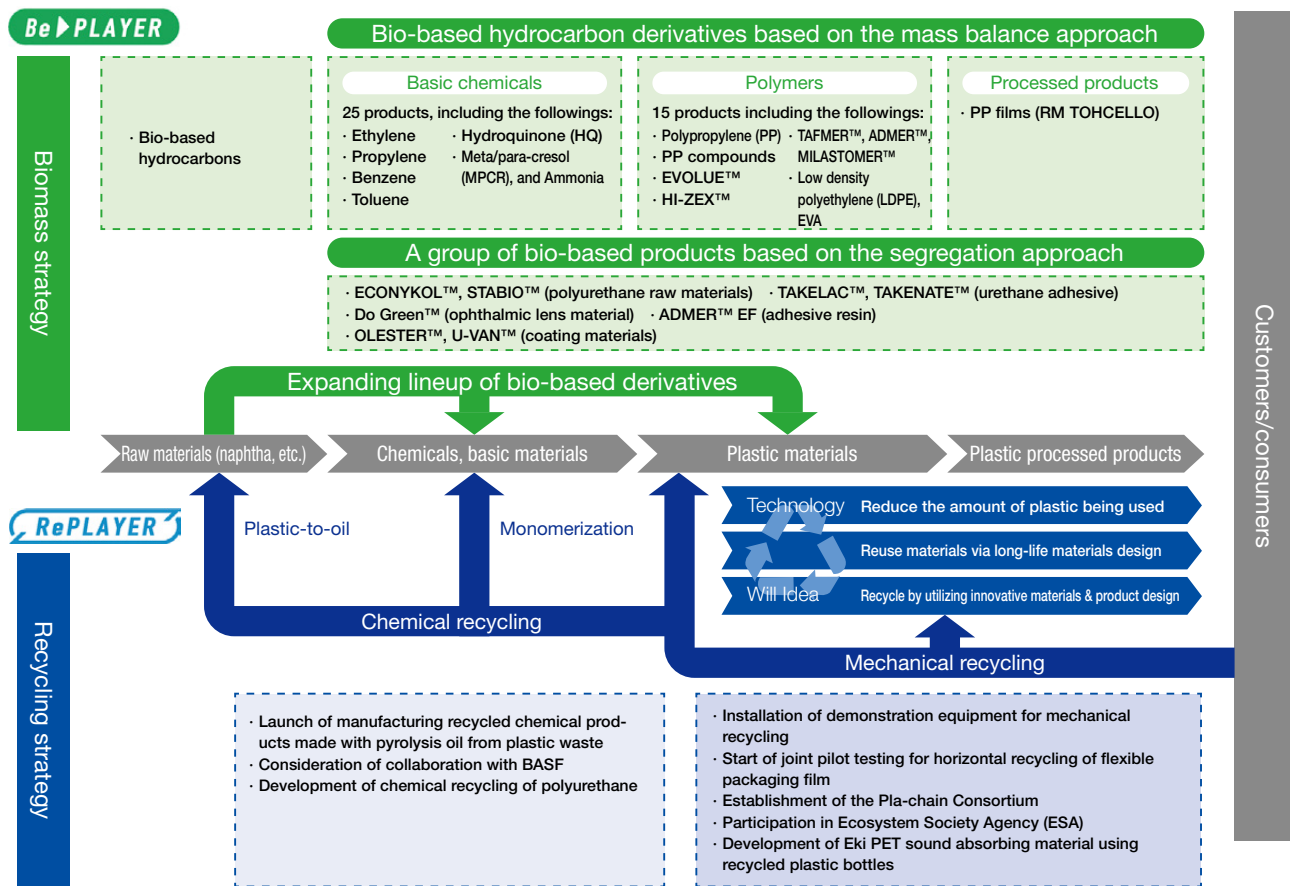 Be PLAYER
Biomass strategy
Bio-based hydrocarbon derivatives based on the mass balance approach
· Bio-based
hydrocarbons
Basic chemicals
25 products, including the followings:
· Ethylene
· Propylene
· Benzene
· Toluene
· Hydroquinone (HQ)
· Meta/para-cresol
(MPCR), and Ammonia
Polymers
15 products including the followings:
· Polypropylene (PP)
· PP compounds
· EVOLUE™
· HI-ZEX™
· TAFMER™, ADMER™,
MILASTOMER™
· Low density
polyethylene (LDPE),
EVA
Processed products
· PP films (RM TOHCELLO)
A group of bio-based products based on the segregation approach
· ECONYKOL™, STABIO™ (polyurethane raw materials) · TAKELAC™, TAKENATE™ (urethane adhesive)
· Do Green™ (ophthalmic lens material) · ADMER™ EF (adhesive resin)
· OLESTER™, U-VAN™ (coating materials)
Expanding lineup of bio-based derivatives
Raw materials (naphtha, etc.)
Chemicals, basic materials
Plastic materials
Plastic processed products
Customers/consumers
RePLAYER
Recycling strategy
Plastic-to-oil
Monomerization
Chemical recycling
Technology
Reduce the amount of plastic being used
Reuse materials via long-life materials design
Will Idea
Recycle by utilizing innovative materials & product design
Mechanical recycling
· Launch of manufacturing recycled chemical prod-
ucts made with pyrolysis oil from plastic waste
· Consideration of collaboration with BASF
· Development of chemical recycling of polyurethane
· Installation of demonstration equipment for mechanical
recycling
· Start of joint pilot testing for horizontal recycling of flexible
packaging film
· Establishment of the Pla-chain Consortium
· Participation in Ecosystem Society Agency (ESA)
· Development of Eki PET sound absorbing material using
recycled plastic bottles